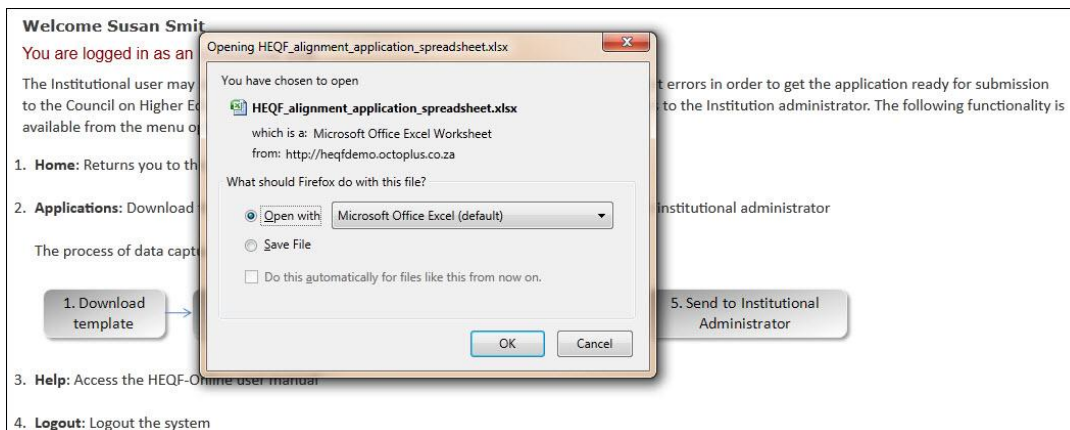 Welcome Susan Smit
You are logged in as an
The Institutional user may
t errors in order to get the application ready for submission
to the Council on Higher Ed
s to the Institution administrator. The following functionality is
available from the menu op
1. Home: Returns you to th
2. Applications: Download
institutional administrator
The process of data captu
1. Download
template
5. Send to Institutional
Administrator
3. Help: Access the HEQF-Online user manual
4. Logout: Logout the system
Opening HEQF_alignment_application_spreadsheet.xlsx
You have chosen to open
HEQF_alignment_application_spreadsheet.xlsx
which is a: Microsoft Office Excel Worksheet
from: http://heqfdemo.octoplus.co.za
What should Firefox do with this file?
Open with Microsoft Office Excel (default)
Save File
Do this automatically for files like this from now on.
OK Cancel